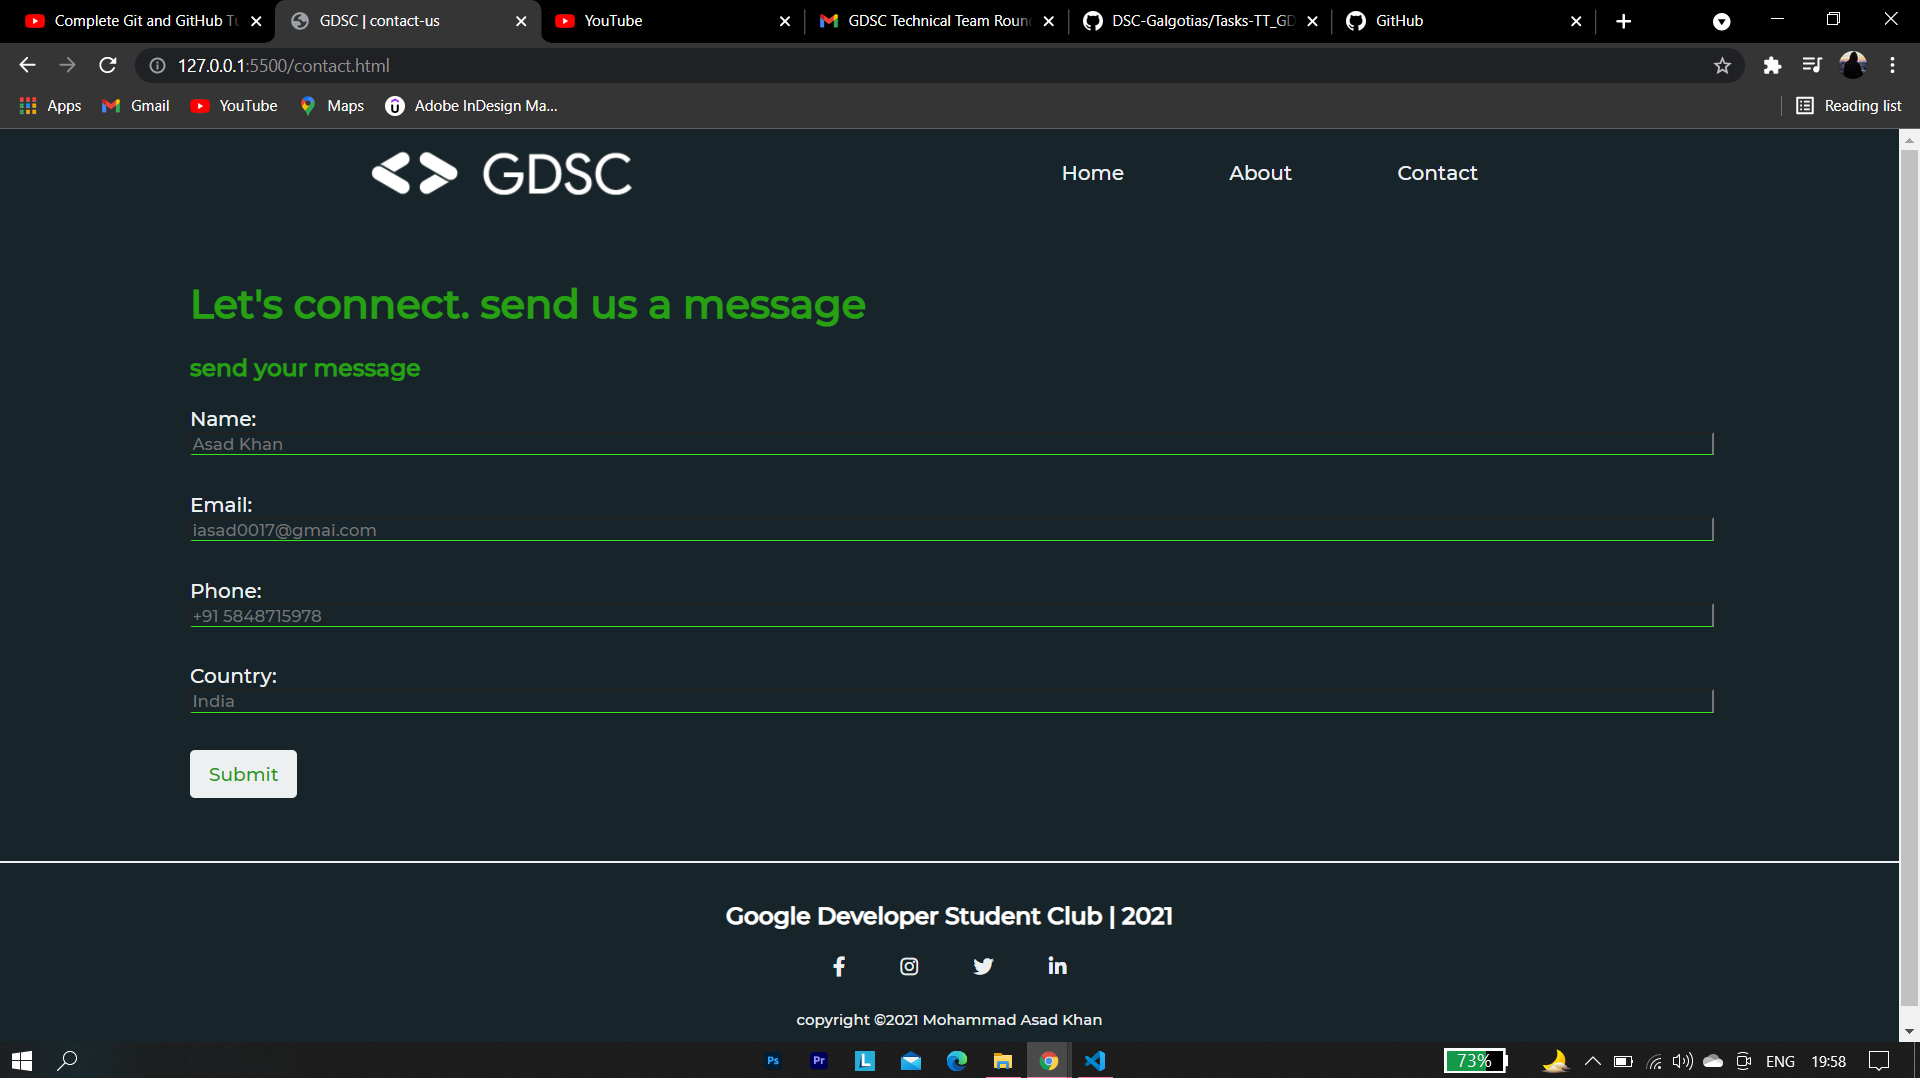 Complete Git and GitHub Tu
GDSC | contact-us
YouTube
GDSC Technical Team Roun
DSC-Galgotias/Tasks-TT_GD
GitHub
127.0.0.1:5500/contact.html
Apps
Gmail
YouTube
Maps
Adobe InDesign Ma...
Reading list
GDSC
Home
About
Contact
Let's connect. send us a message
send your message
Name:
Asad Khan
Email:
iasad0017@gmai.com
Phone:
+91 5848715978
Country:
India
Submit
Google Developer Student Club | 2021
copyright ©2021 Mohammad Asad Khan
Ps
Pr
L
73%
ENG
19:58